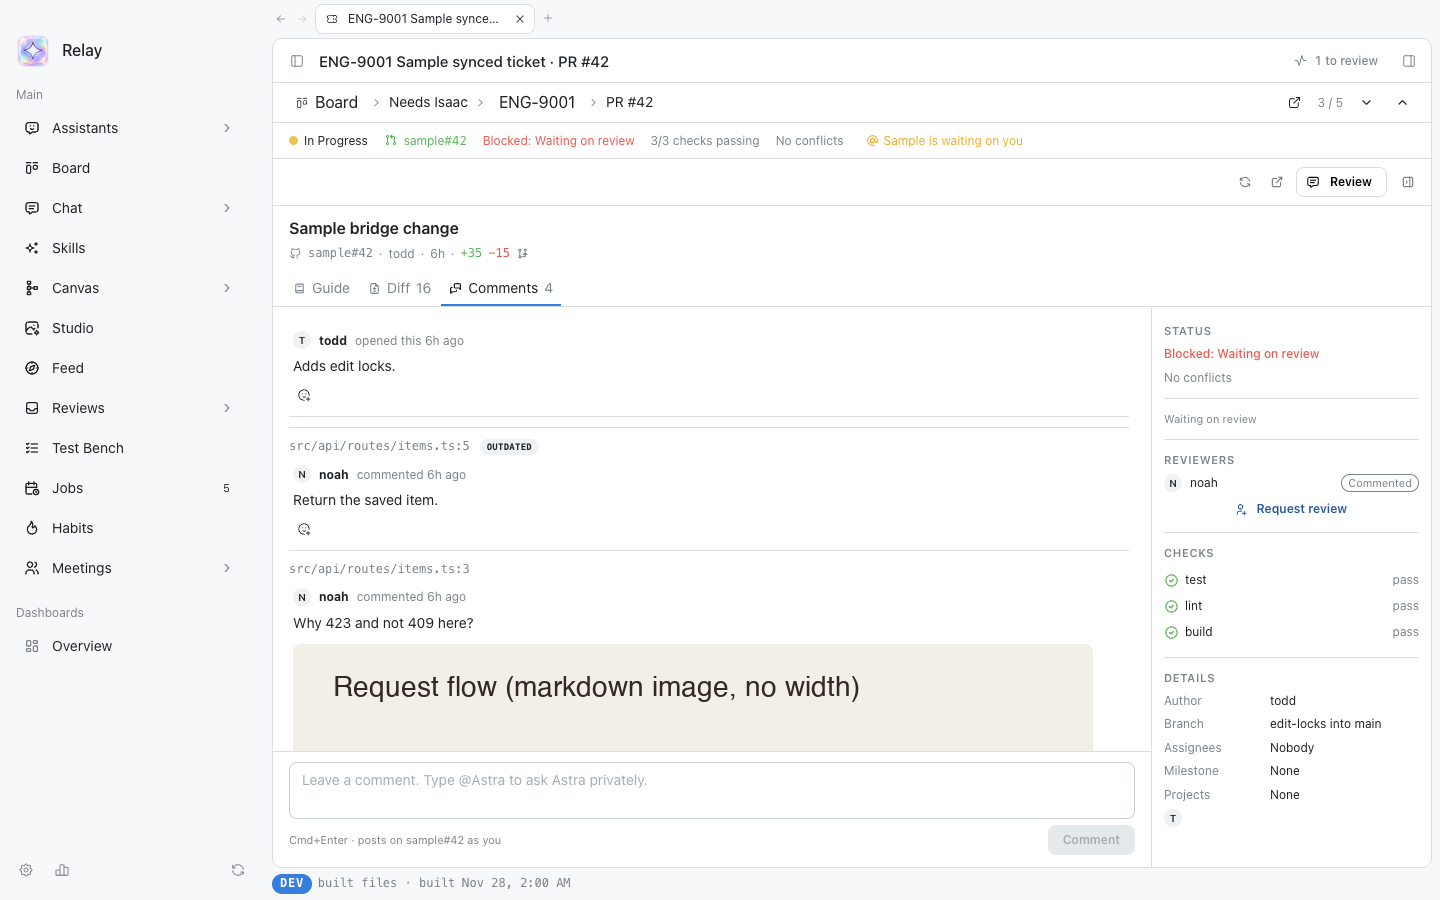 ENG-9001 Sample synce...
Relay
Main
Assistants
Board
Chat
Skills
Canvas
Studio
Feed
Reviews
Test Bench
Jobs 5
Habits
Meetings
Dashboards
Overview
ENG-9001 Sample synced ticket · PR #42
1 to review
Board > Needs Isaac > ENG-9001 > PR #42
3 / 5
In Progress sample#42 Blocked: Waiting on review 3/3 checks passing No conflicts Sample is waiting on you
Review
Sample bridge change
sample#42 · todd · 6h · +35 −15
Guide Diff 16 Comments 4
T todd opened this 6h ago
Adds edit locks.
src/api/routes/items.ts:5 OUTDATED
N noah commented 6h ago
Return the saved item.
src/api/routes/items.ts:3
N noah commented 6h ago
Why 423 and not 409 here?
Request flow (markdown image, no width)
Leave a comment. Type @Astra to ask Astra privately.
Cmd+Enter · posts on sample#42 as you
Comment
STATUS
Blocked: Waiting on review
No conflicts
Waiting on review
REVIEWERS
N noah Commented
Request review
CHECKS
test pass
lint pass
build pass
DETAILS
Author todd
Branch edit-locks into main
Assignees Nobody
Milestone None
Projects None
T
DEV built files · built Nov 28, 2:00 AM